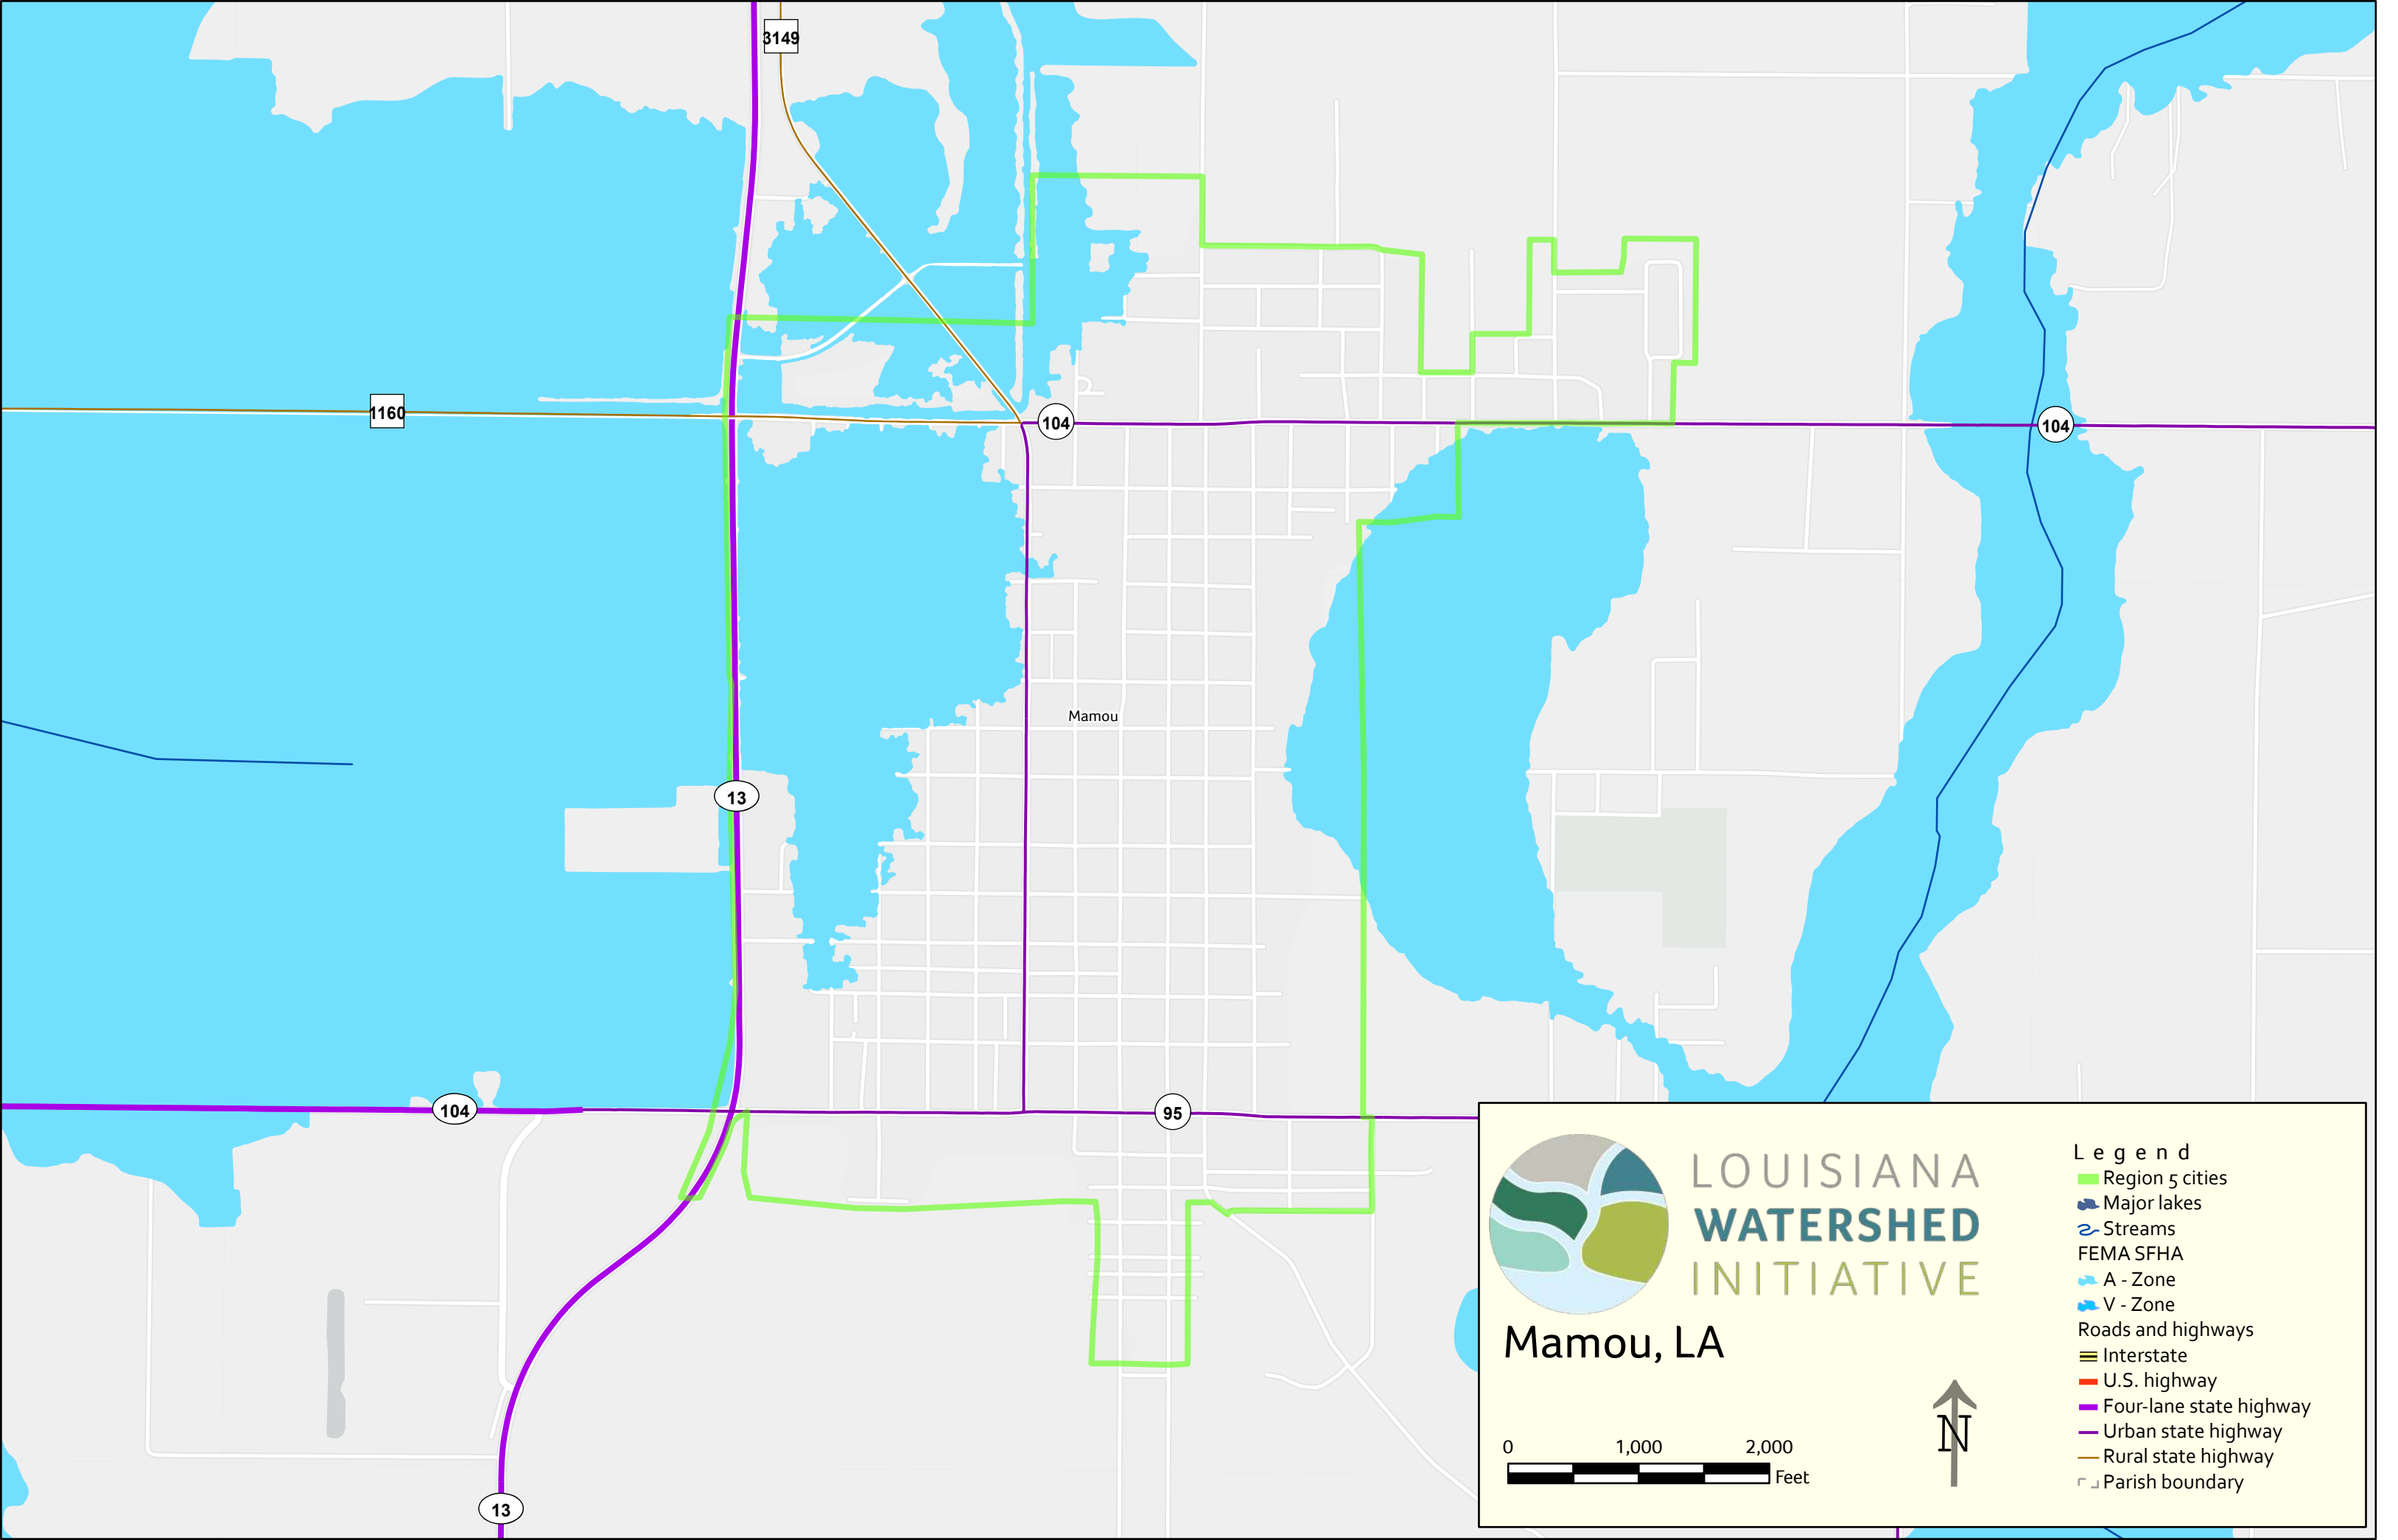 3149
1160
104
104
Mamou
13
104
95
13
LOUISIANA
WATERSHED
INITIATIVE
Mamou, LA
0 1,000 2,000
Feet
N
Legend
Region 5 cities
Major lakes
Streams
FEMA SFHA
A - Zone
V - Zone
Roads and highways
Interstate
U.S. highway
Four-lane state highway
Urban state highway
Rural state highway
Parish boundary